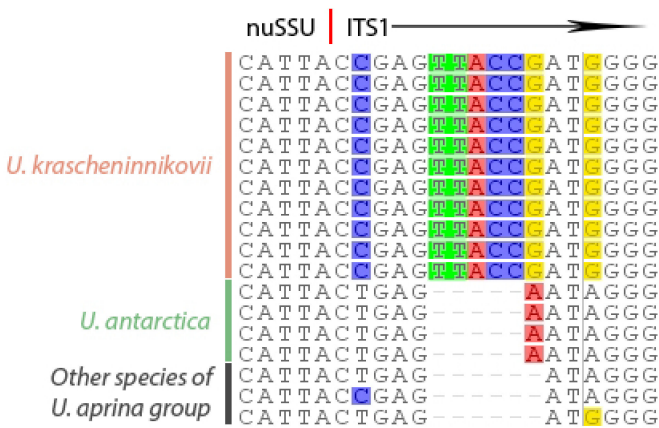 nuSSU | ITS1
U. krascheninnikovii
CATTACCGAGTTACCGATGGGG
CATTACCGAGTTACCGATGGGG
CATTACCGAGTTACCGATGGGG
CATTACCGAGTTACCGATGGGG
CATTACCGAGTTACCGATGGGG
CATTACCGAGTTACCGATGGGG
CATTACCGAGTTACCGATGGGG
CATTACCGAGTTACCGATGGGG
CATTACCGAGTTACCGATGGGG
CATTACCGAGTTACCGATGGGG
CATTACCGAGTTACCGATGGGG
U. antarctica
CATTACTGAG-----AATAGGG
CATTACTGAG-----AATAGGG
CATTACTGAG-----AATAGGG
CATTACTGAG-----AATAGGG
Other species of
U. aprina group
CATTACTGAG------ATAGGG
CATTACCGAG------ATAGGG
CATTACTGAG------ATGGGG